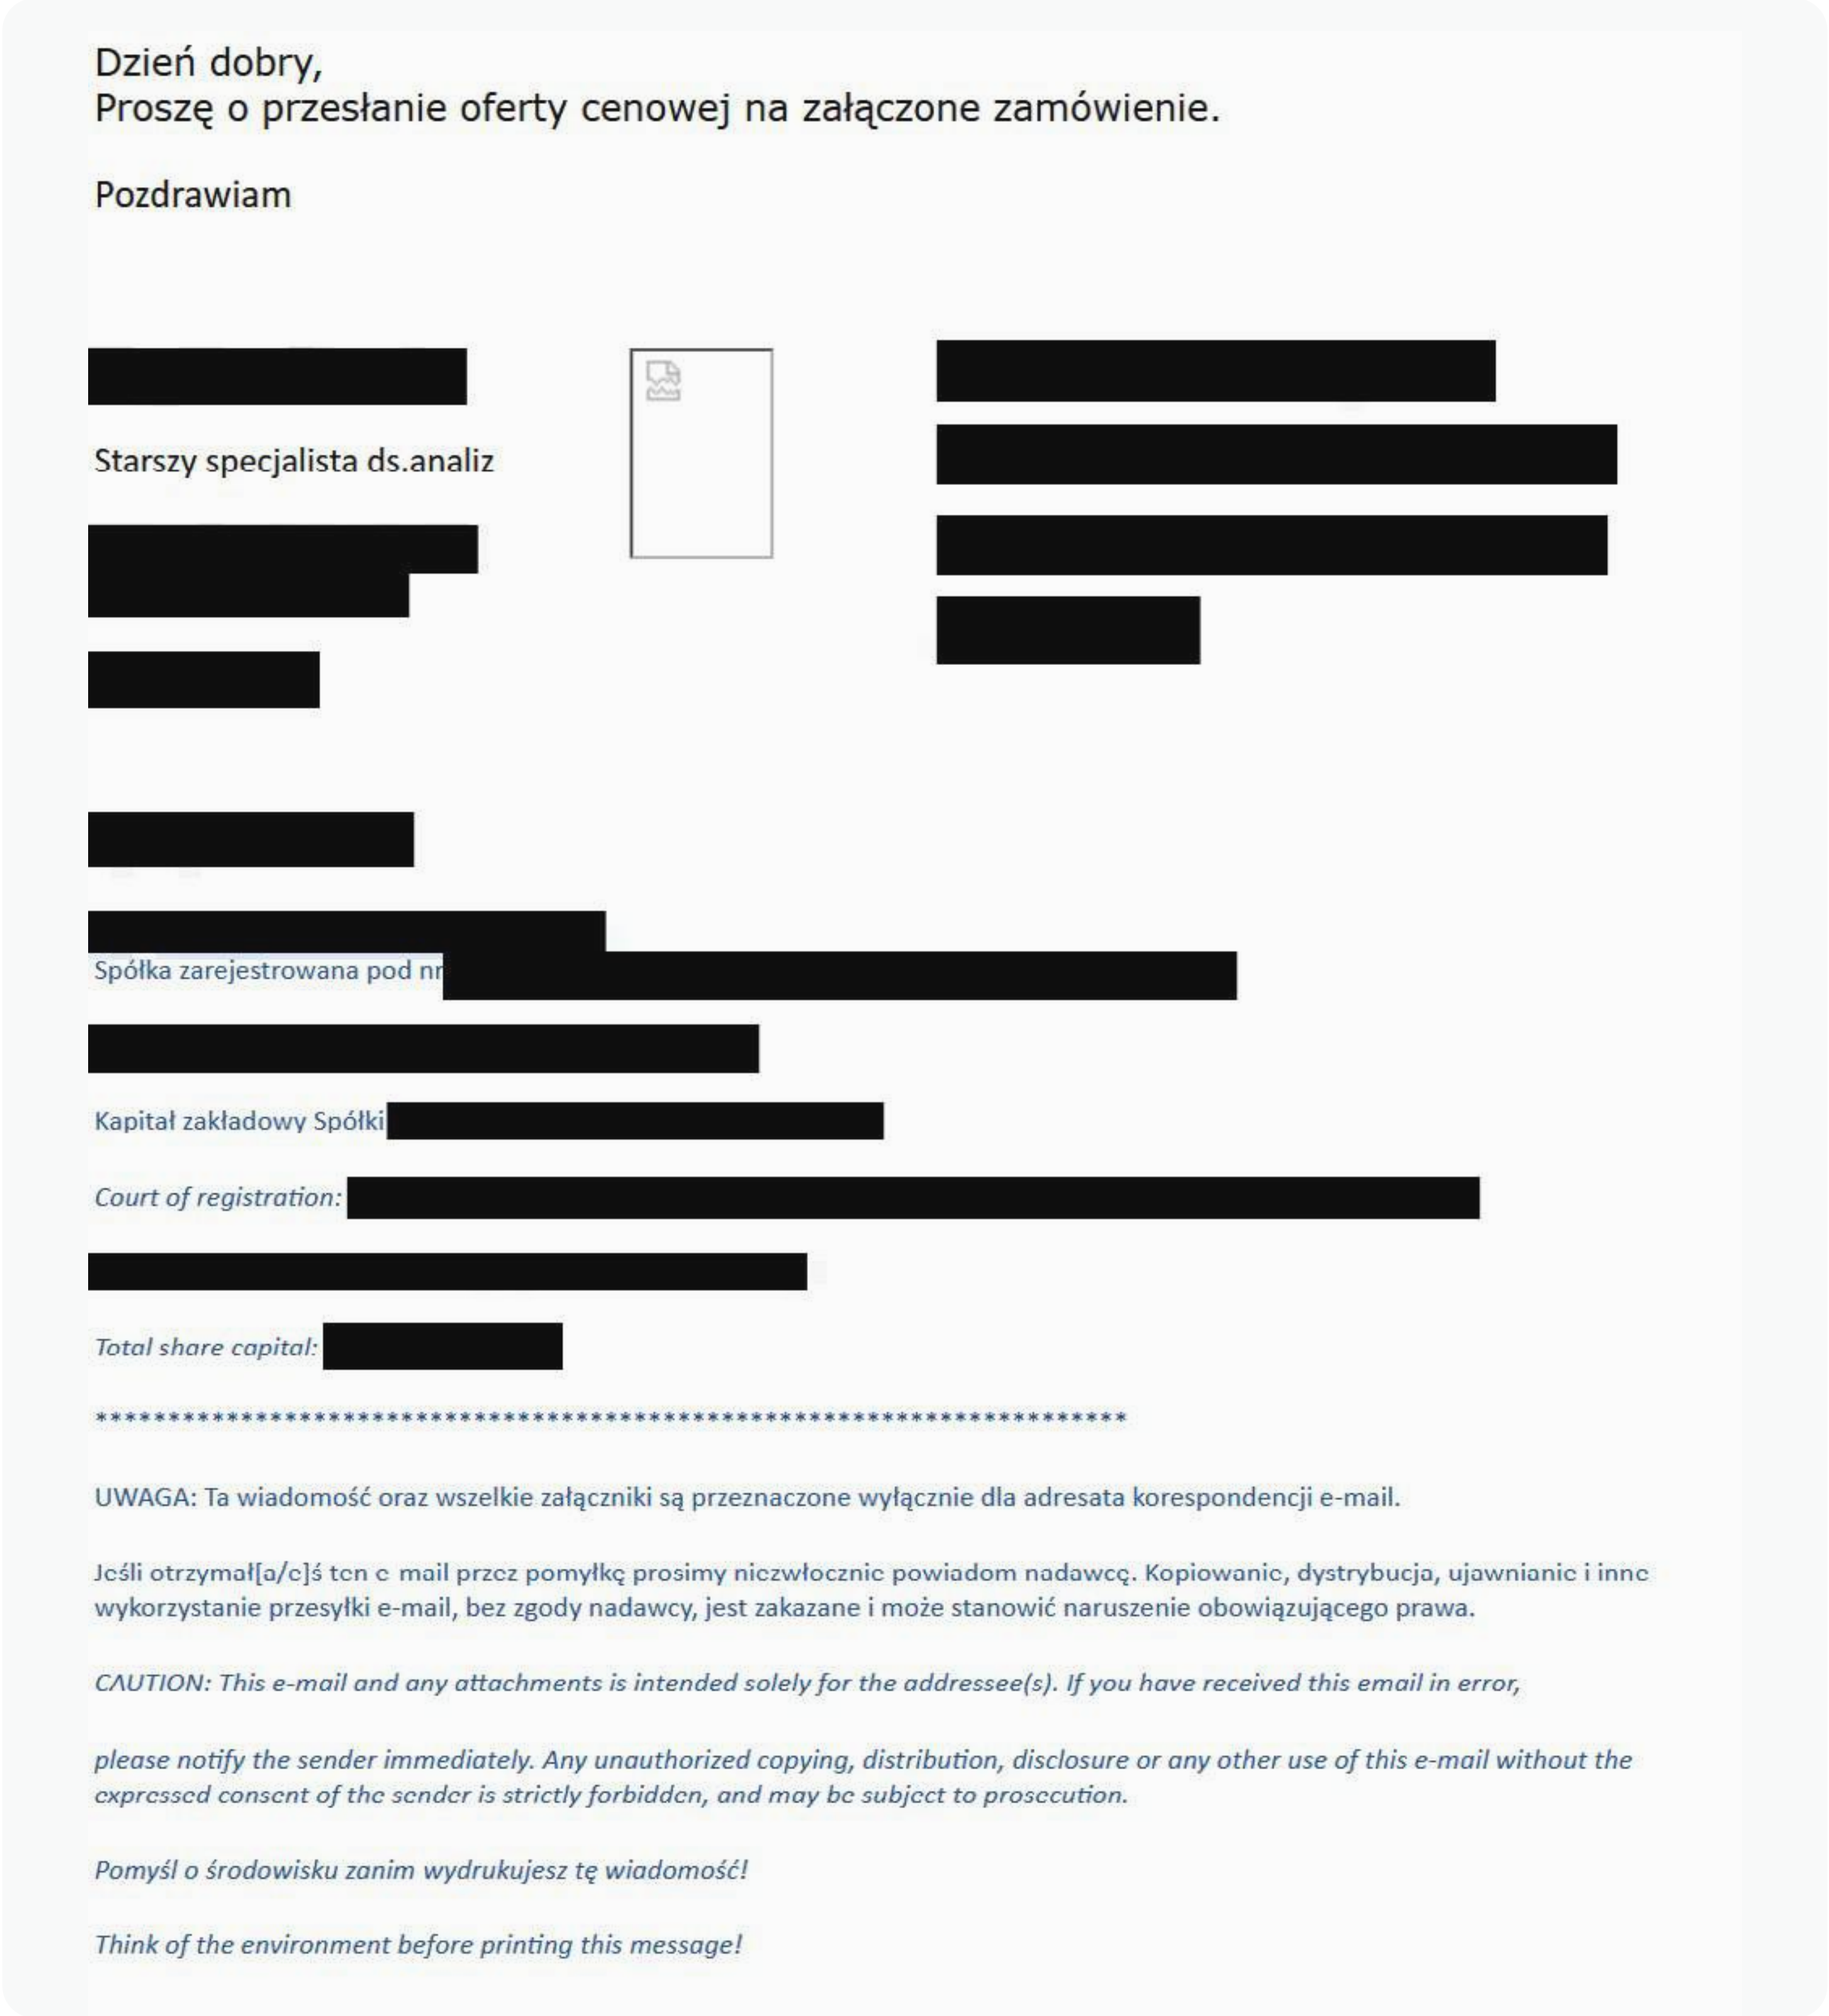 Dzień dobry,
Proszę o przesłanie oferty cenowej na załączone zamówienie.
Pozdrawiam
Starszy specjalista ds.analiz
Spółka zarejestrowana pod nr
Kapitał zakładowy Spółki
Court of registration:
Total share capital:
***********************************************************************
UWAGA: Ta wiadomość oraz wszelkie załączniki są przeznaczone wyłącznie dla adresata korespondencji e-mail.
Jeśli otrzymał[a/e]ś ten e-mail przez pomyłkę prosimy niezwłocznie powiadom nadawcę. Kopiowanie, dystrybucja, ujawnianie i inne
wykorzystanie przesyłki e-mail, bez zgody nadawcy, jest zakazane i może stanowić naruszenie obowiązującego prawa.
CAUTION: This e-mail and any attachments is intended solely for the addressee(s). If you have received this email in error,
please notify the sender immediately. Any unauthorized copying, distribution, disclosure or any other use of this e-mail without the
expressed consent of the sender is strictly forbidden, and may be subject to prosecution.
Pomyśl o środowisku zanim wydrukujesz tę wiadomość!
Think of the environment before printing this message!